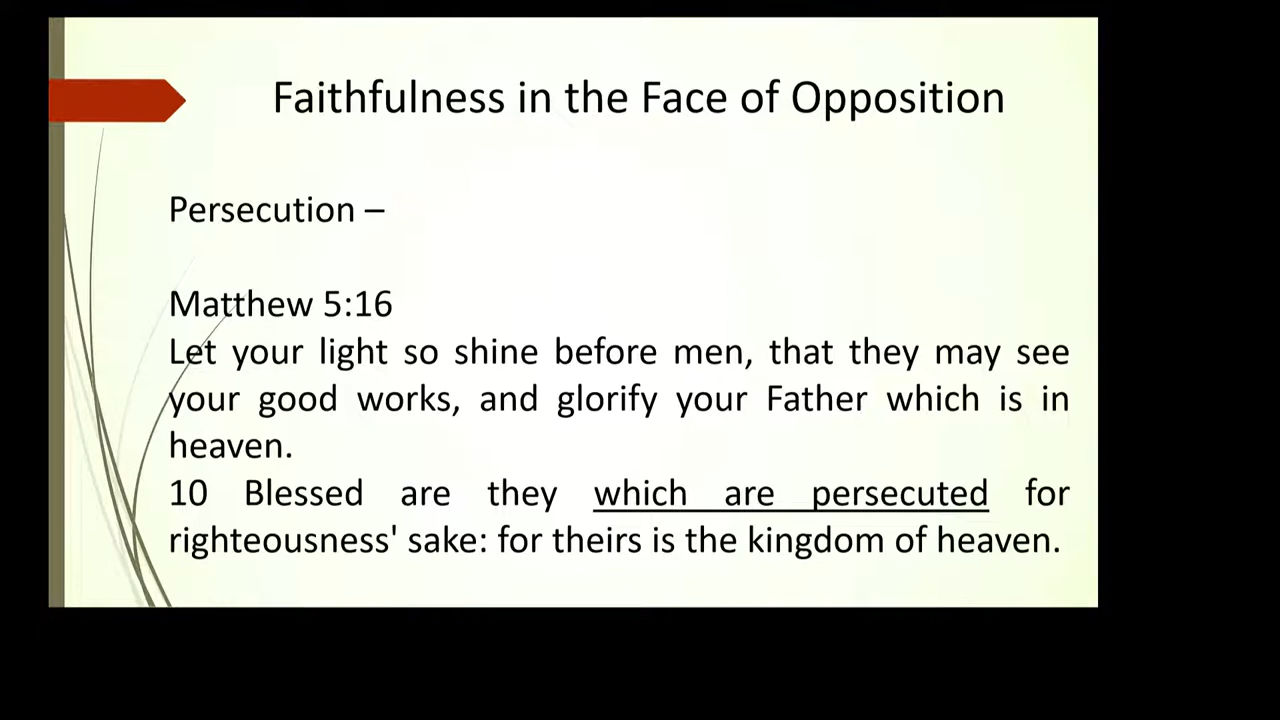 Faithfulness in the Face of Opposition
Persecution –
Matthew 5:16
Let your light so shine before men, that they may see
your good works, and glorify your Father which is in
heaven.
10 Blessed are they which are persecuted for
righteousness' sake: for theirs is the kingdom of heaven.